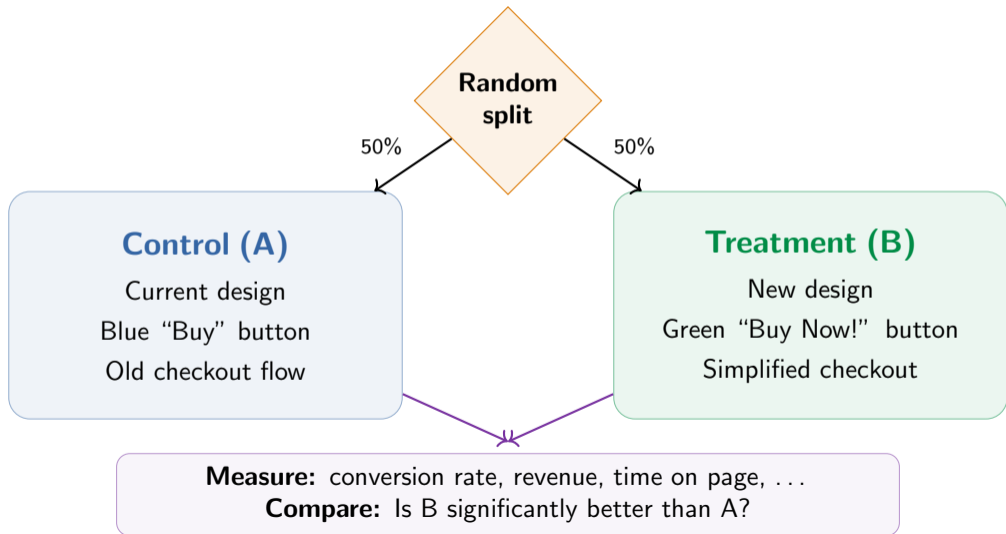 Random
split
50%
50%
Control (A)
Current design
Blue “Buy” button
Old checkout flow
Treatment (B)
New design
Green “Buy Now!” button
Simplified checkout
Measure: conversion rate, revenue, time on page, ...
Compare: Is B significantly better than A?